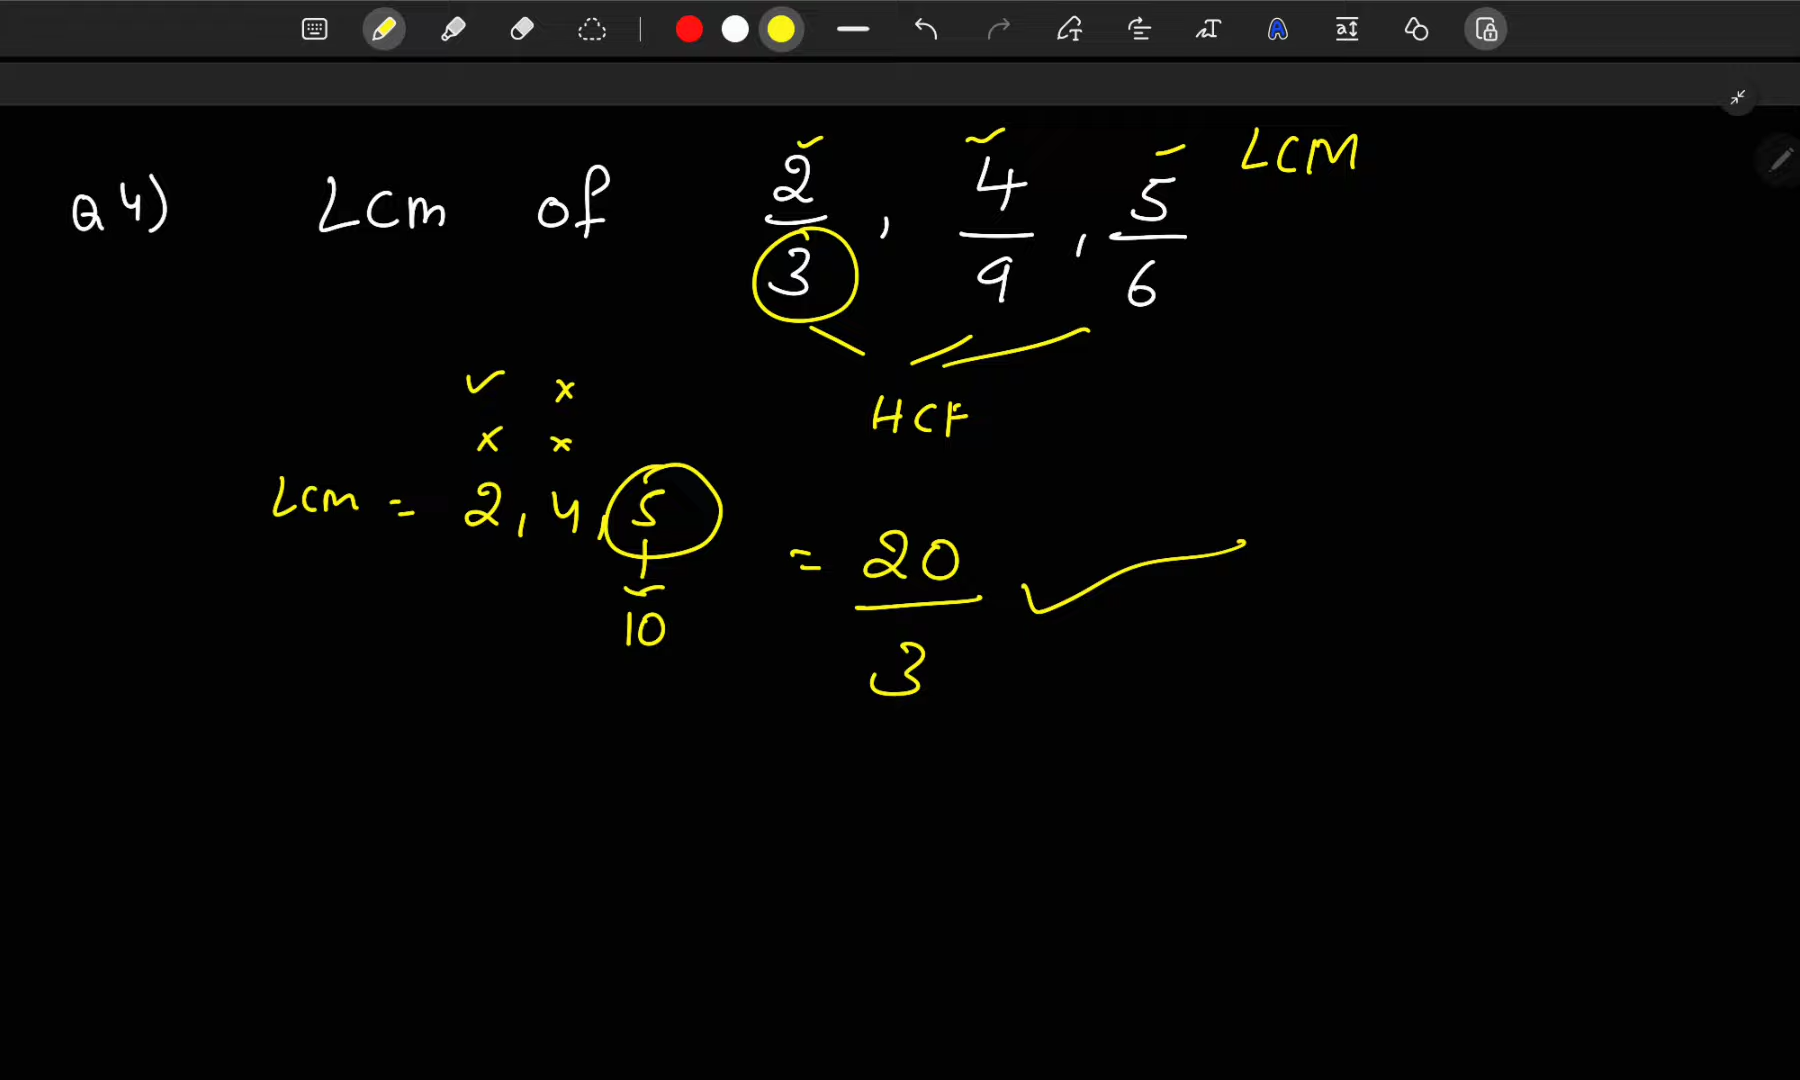 Q4) LCM of 2/3, 4/9, 5/6 LCM
HCF
✓ ×
× ×
LCM = 2, 4, 5
10
= 20/3 ✓